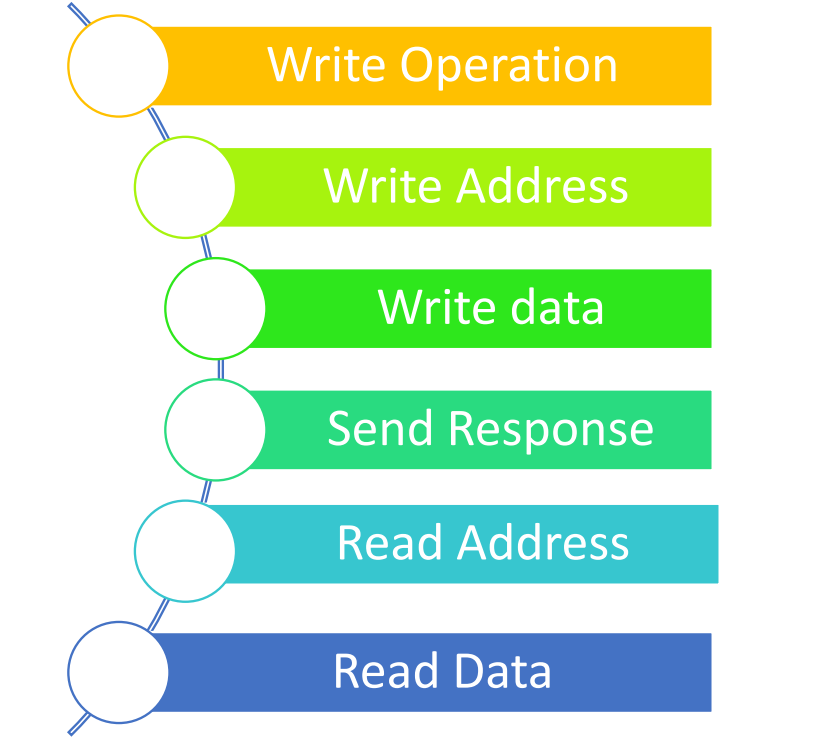 Write Operation
Write Address
Write data
Send Response
Read Address
Read Data